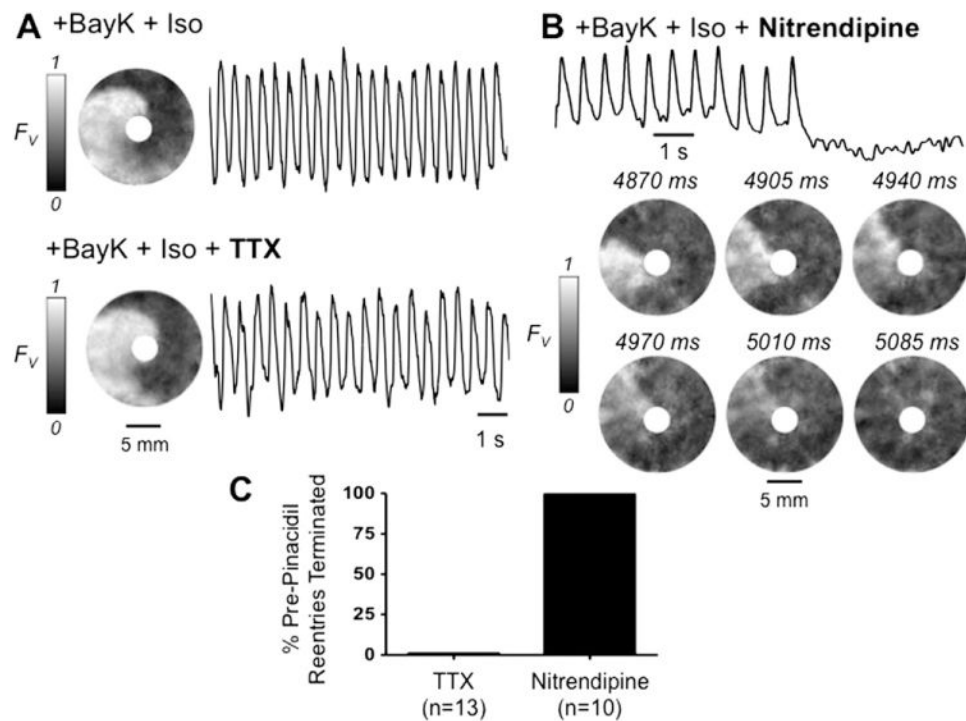 A
+BayK + Iso
1
F_V
0
+BayK + Iso + TTX
1
F_V
0
5 mm
1 s
B
+BayK + Iso + Nitrendipine
1 s
4870 ms 4905 ms 4940 ms
1
F_V
0
4970 ms 5010 ms 5085 ms
5 mm
C
% Pre-Pinacidil
Reentries Terminated
100
75
50
25
0
TTX Nitrendipine
(n=13) (n=10)